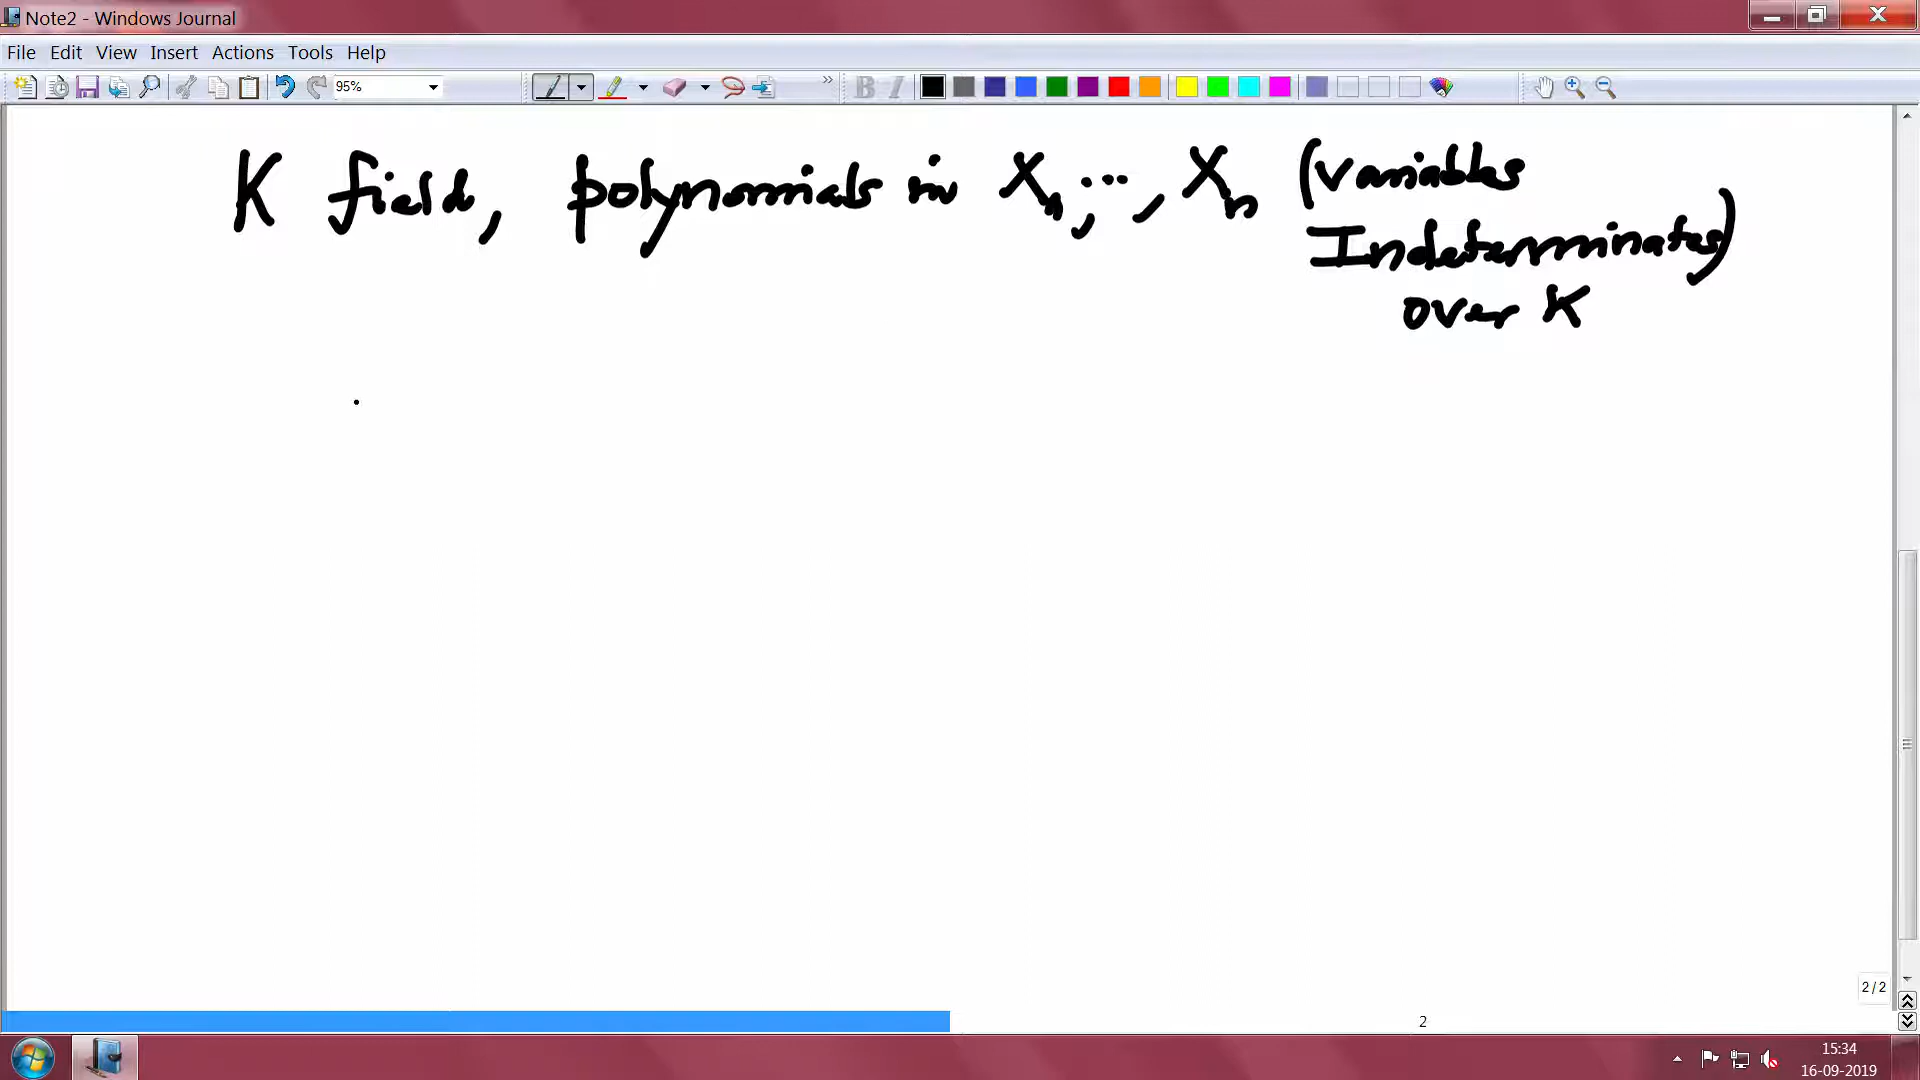 Note2 - Windows Journal
File Edit View Insert Actions Tools Help
95%
B I
K field, polynomials in X₁, ..., Xₙ (variables
Indeterminates)
over K
2 / 2
2
15:34
16-09-2019